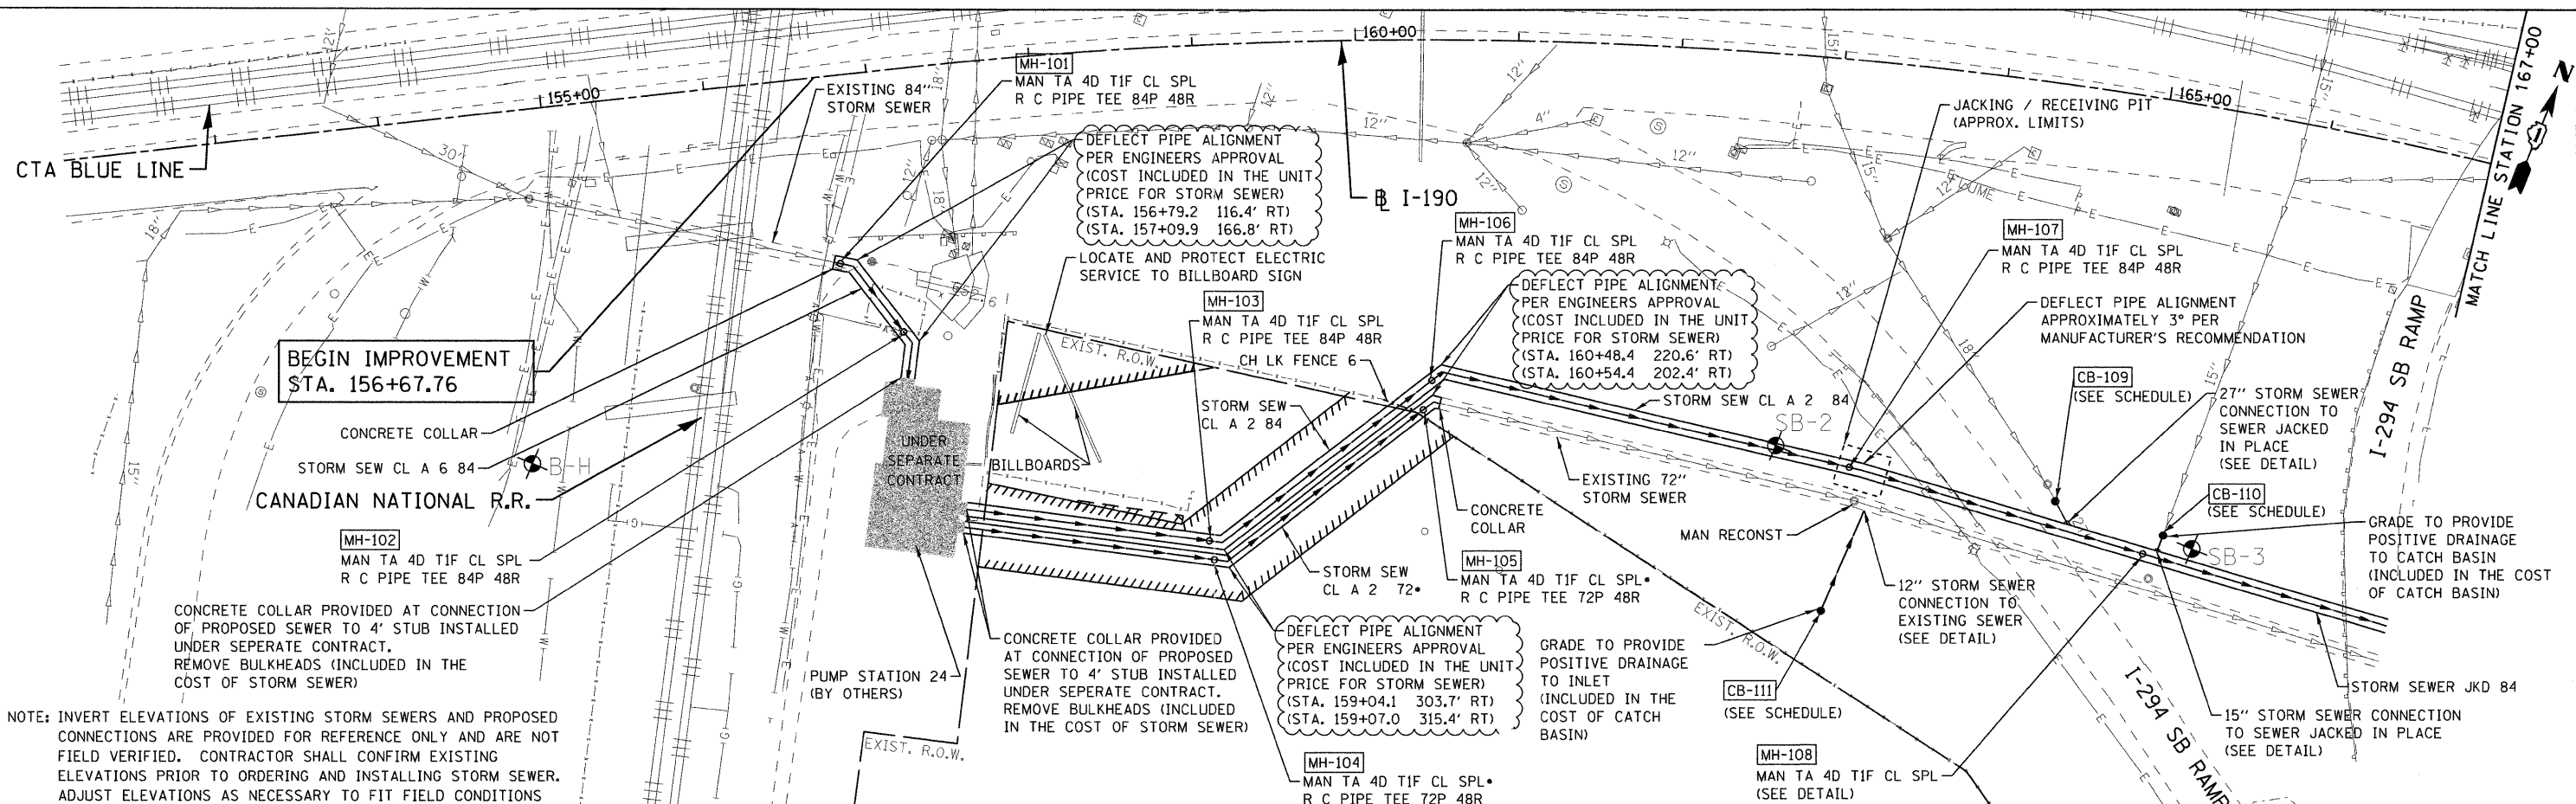 12"
160+00
MATCH LINE STATION 167+00
N
1
MH-101
MAN TA 4D T1F CL SPL
R C PIPE TEE 84P 48R
EXISTING 84"
STORM SEWER
155+00
18"
15"
12"
12"
165+00
15"
JACKING / RECEIVING PIT
(APPROX. LIMITS)
CTA BLUE LINE
30"
12"
12"
4"
12"
15"
12"
DEFLECT PIPE ALIGNMENT
PER ENGINEERS APPROVAL
(COST INCLUDED IN THE UNIT
PRICE FOR STORM SEWER)
(STA. 156+79.2 116.4' RT)
(STA. 157+09.9 166.8' RT)
℄ I-190
12"
18"
18"
MH-106
MAN TA 4D T1F CL SPL
R C PIPE TEE 84P 48R
MH-107
MAN TA 4D T1F CL SPL
R C PIPE TEE 84P 48R
LOCATE AND PROTECT ELECTRIC
SERVICE TO BILLBOARD SIGN
MH-103
MAN TA 4D T1F CL SPL
R C PIPE TEE 84P 48R
CH LK FENCE 6
DEFLECT PIPE ALIGNMENT
PER ENGINEERS APPROVAL
(COST INCLUDED IN THE UNIT
PRICE FOR STORM SEWER)
(STA. 160+48.4 220.6' RT)
(STA. 160+54.4 202.4' RT)
12"
DEFLECT PIPE ALIGNMENT
APPROXIMATELY 3° PER
MANUFACTURER'S RECOMMENDATION
I-294 SB RAMP
BEGIN IMPROVEMENT
STA. 156+67.76
EXIST. R.O.W.
18"
15"
CB-109
(SEE SCHEDULE)
27" STORM SEWER
CONNECTION TO
SEWER JACKED
IN PLACE
(SEE DETAIL)
CONCRETE COLLAR
STORM SEW
CL A 2 84
STORM SEW CL A 2 84
SB-2
STORM SEW CL A 6 84
B-H
UNDER
SEPARATE
CONTRACT
BILLBOARDS
15"
CANADIAN NATIONAL R.R.
EXISTING 72"
STORM SEWER
CB-110
(SEE SCHEDULE)
CONCRETE
COLLAR
MAN RECONST
GRADE TO PROVIDE
POSITIVE DRAINAGE
TO CATCH BASIN
(INCLUDED IN THE COST
OF CATCH BASIN)
MH-102
MAN TA 4D T1F CL SPL
R C PIPE TEE 84P 48R
SB-3
MH-105
MAN TA 4D T1F CL SPL•
R C PIPE TEE 72P 48R
STORM SEW
CL A 2 72•
12" STORM SEWER
CONNECTION TO
EXISTING SEWER
(SEE DETAIL)
EXIST. R.O.W.
CONCRETE COLLAR PROVIDED AT CONNECTION
OF PROPOSED SEWER TO 4' STUB INSTALLED
UNDER SEPERATE CONTRACT.
REMOVE BULKHEADS (INCLUDED IN THE
COST OF STORM SEWER)
PUMP STATION 24
(BY OTHERS)
CONCRETE COLLAR PROVIDED
AT CONNECTION OF PROPOSED
SEWER TO 4' STUB INSTALLED
UNDER SEPERATE CONTRACT.
REMOVE BULKHEADS (INCLUDED
IN THE COST OF STORM SEWER)
DEFLECT PIPE ALIGNMENT
PER ENGINEERS APPROVAL
(COST INCLUDED IN THE UNIT
PRICE FOR STORM SEWER)
(STA. 159+04.1 303.7' RT)
(STA. 159+07.0 315.4' RT)
GRADE TO PROVIDE
POSITIVE DRAINAGE
TO INLET
(INCLUDED IN THE
COST OF CATCH
BASIN)
CB-111
(SEE SCHEDULE)
I-294 SB RAMP
STORM SEWER JKD 84
15" STORM SEWER CONNECTION
TO SEWER JACKED IN PLACE
(SEE DETAIL)
EXIST. R.O.W.
NOTE: INVERT ELEVATIONS OF EXISTING STORM SEWERS AND PROPOSED
CONNECTIONS ARE PROVIDED FOR REFERENCE ONLY AND ARE NOT
FIELD VERIFIED. CONTRACTOR SHALL CONFIRM EXISTING
ELEVATIONS PRIOR TO ORDERING AND INSTALLING STORM SEWER.
ADJUST ELEVATIONS AS NECESSARY TO FIT FIELD CONDITIONS
MH-104
MAN TA 4D T1F CL SPL•
R C PIPE TEE 72P 48R
MH-108
MAN TA 4D T1F CL SPL
(SEE DETAIL)